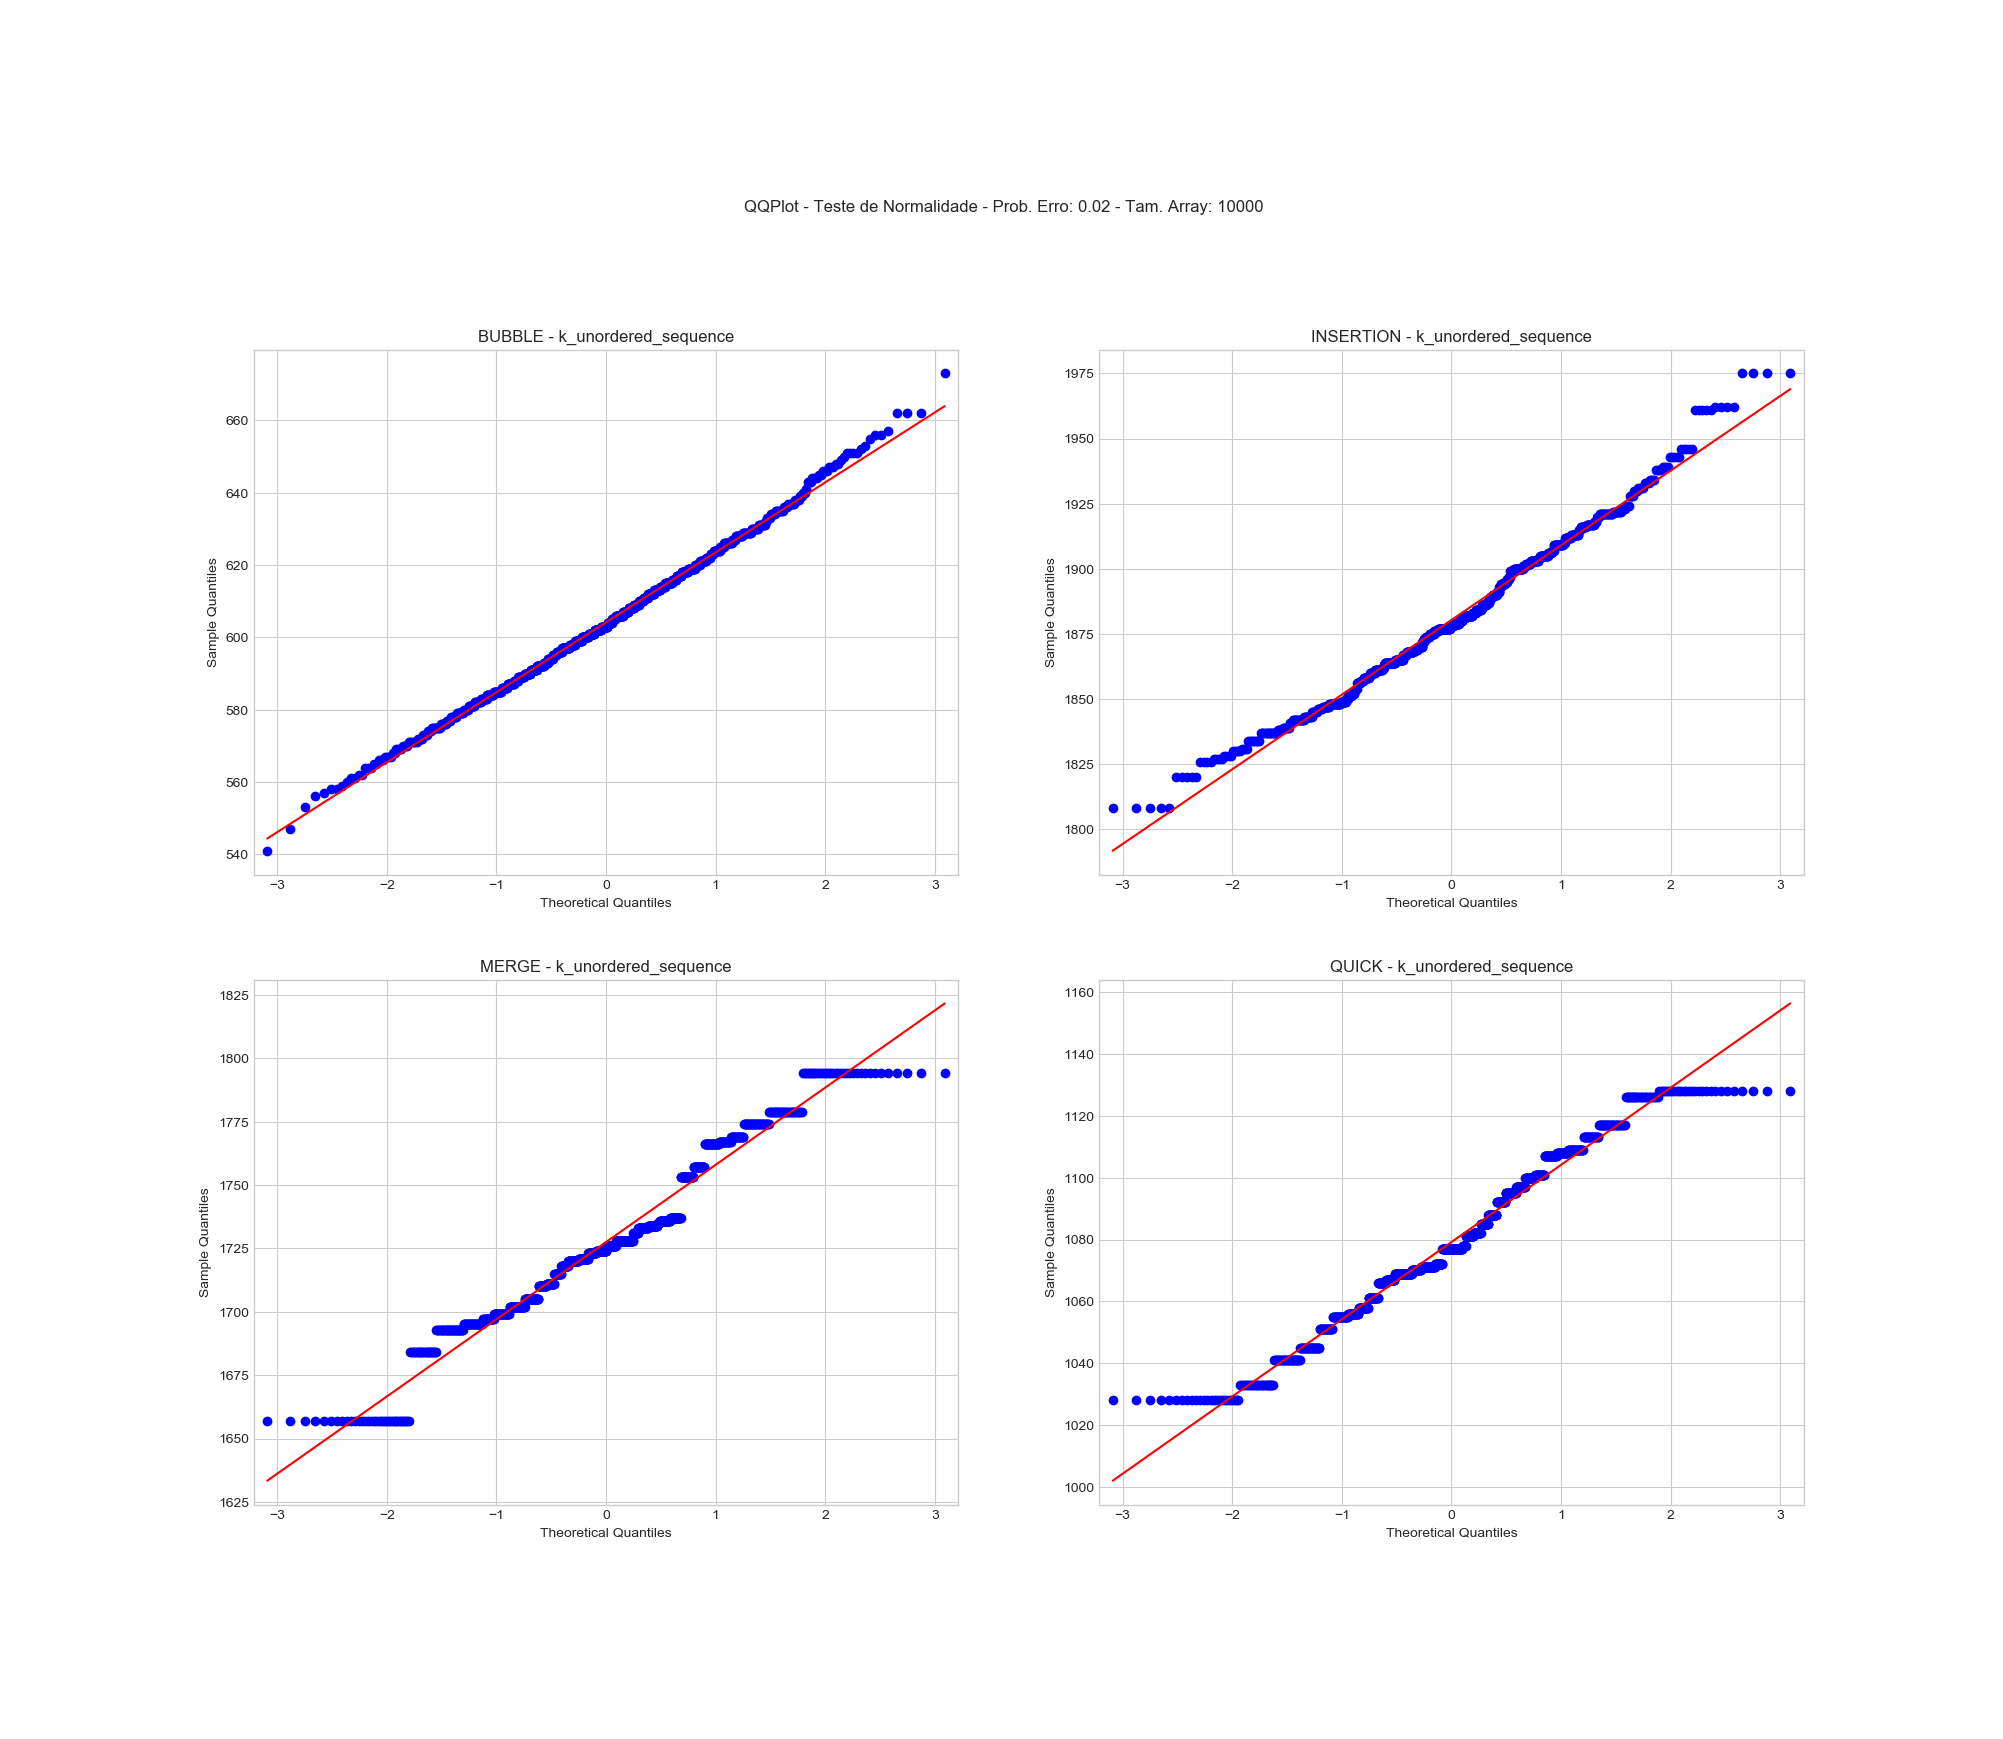 QQPlot - Teste de Normalidade - Prob. Erro: 0.02 - Tam. Array: 10000
BUBBLE - k_unordered_sequence
660
640
620
600
580
560
540
Sample Quantiles
−3 −2 −1 0 1 2 3
Theoretical Quantiles
INSERTION - k_unordered_sequence
1975
1950
1925
1900
1875
1850
1825
1800
Sample Quantiles
−3 −2 −1 0 1 2 3
Theoretical Quantiles
MERGE - k_unordered_sequence
1825
1800
1775
1750
1725
1700
1675
1650
1625
Sample Quantiles
−3 −2 −1 0 1 2 3
Theoretical Quantiles
QUICK - k_unordered_sequence
1160
1140
1120
1100
1080
1060
1040
1020
1000
Sample Quantiles
−3 −2 −1 0 1 2 3
Theoretical Quantiles